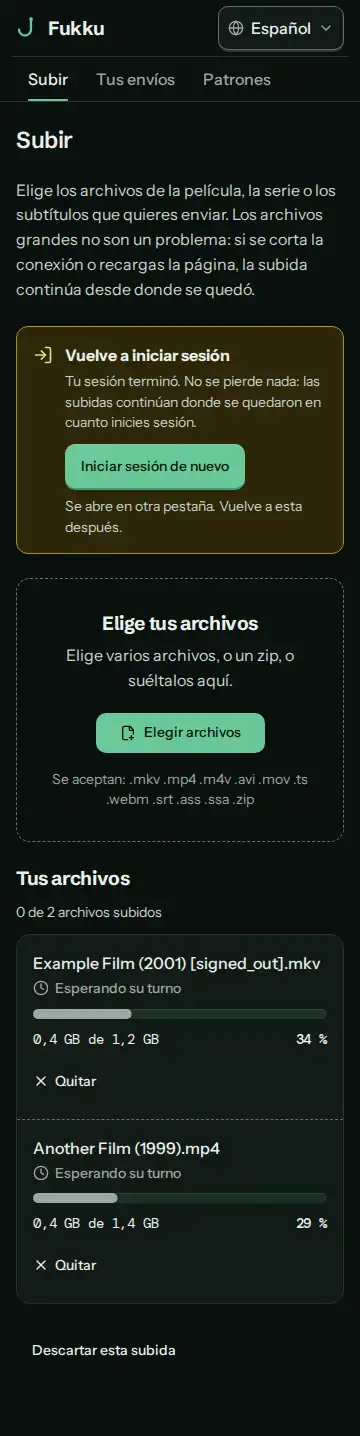 Fukku
Español
Subir
Tus envíos
Patrones
Subir
Elige los archivos de la película, la serie o los
subtítulos que quieres enviar. Los archivos
grandes no son un problema: si se corta la
conexión o recargas la página, la subida
continúa desde donde se quedó.
Vuelve a iniciar sesión
Tu sesión terminó. No se pierde nada: las
subidas continúan donde se quedaron en
cuanto inicies sesión.
Iniciar sesión de nuevo
Se abre en otra pestaña. Vuelve a esta
después.
Elige tus archivos
Elige varios archivos, o un zip, o
suéltalos aquí.
Elegir archivos
Se aceptan: .mkv .mp4 .m4v .avi .mov .ts
.webm .srt .ass .ssa .zip
Tus archivos
0 de 2 archivos subidos
Example Film (2001) [signed_out].mkv
Esperando su turno
0,4 GB de 1,2 GB
34 %
Quitar
Another Film (1999).mp4
Esperando su turno
0,4 GB de 1,4 GB
29 %
Quitar
Descartar esta subida